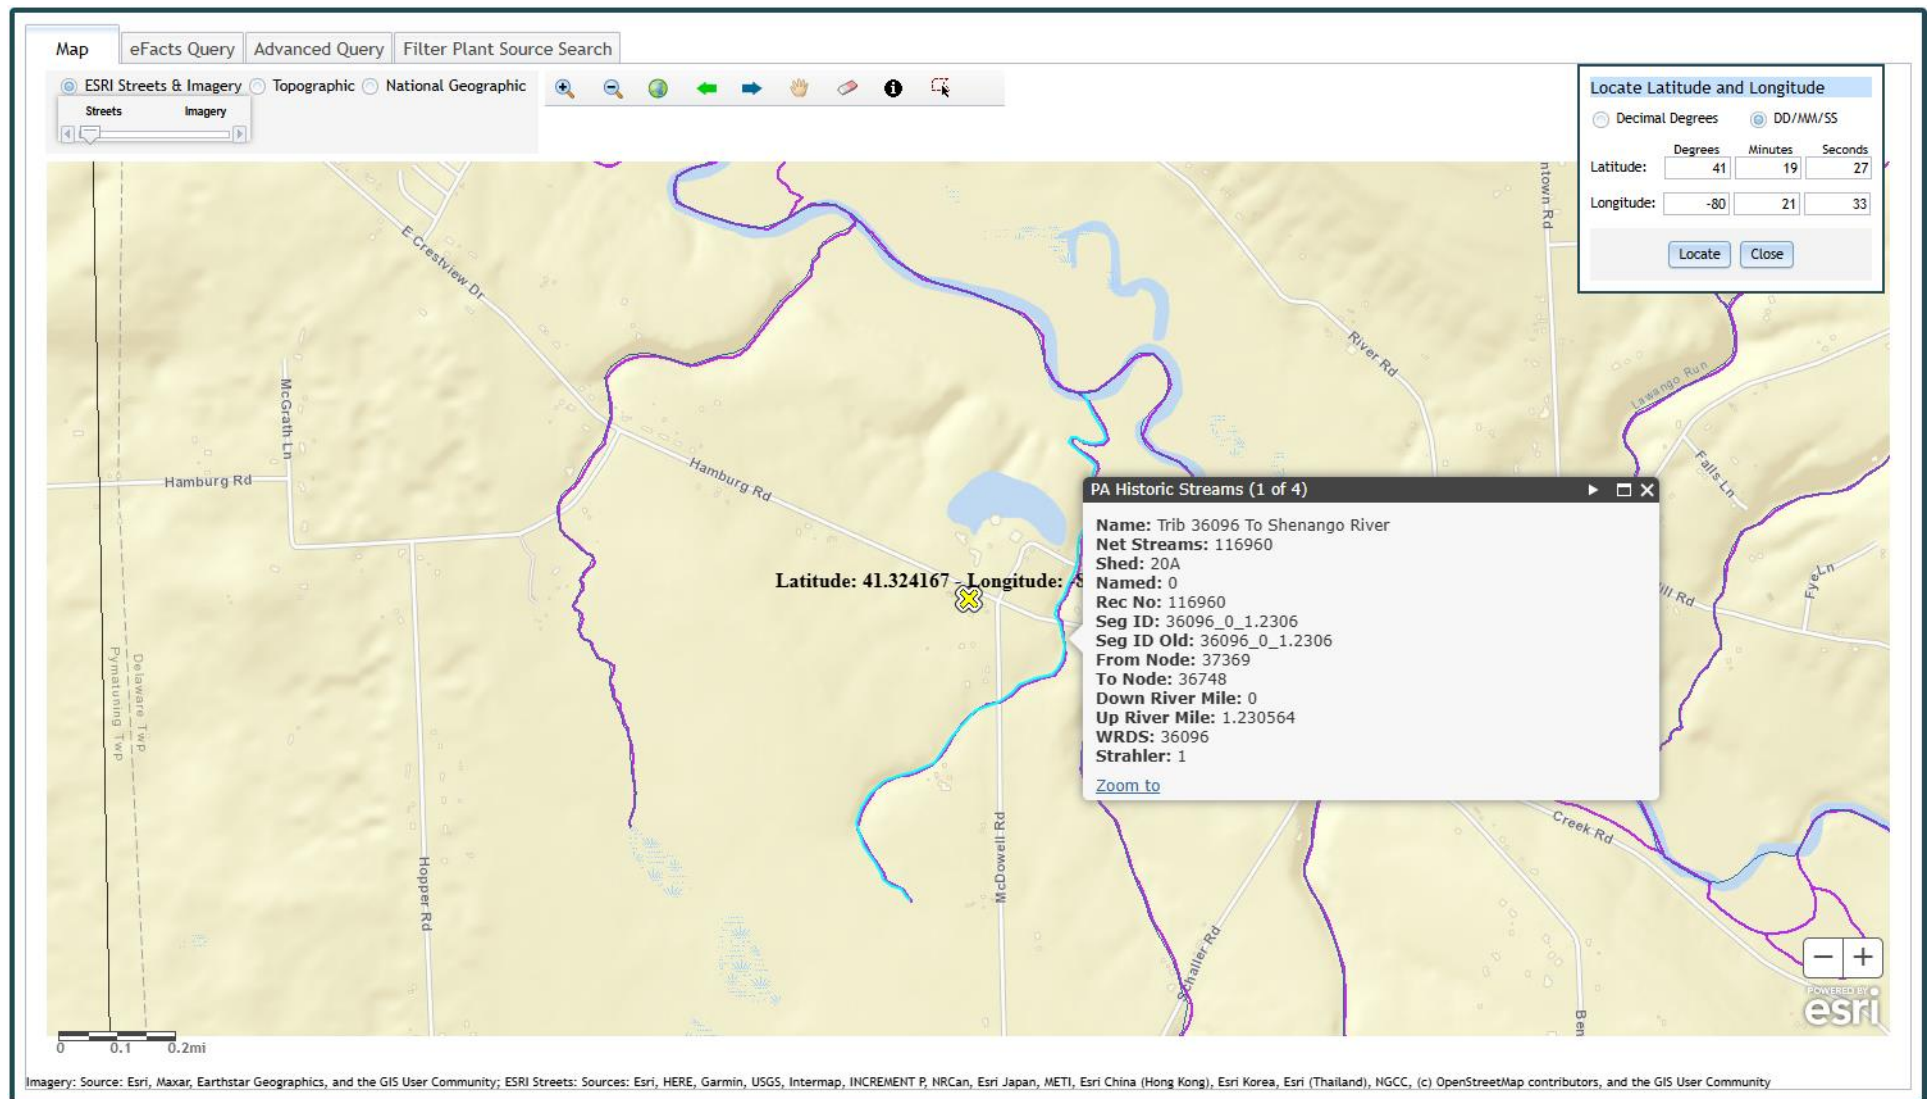 Map eFacts Query Advanced Query Filter Plant Source Search
ESRI Streets & Imagery Topographic National Geographic
Streets Imagery
Locate Latitude and Longitude
Decimal Degrees DD/MM/SS
Degrees Minutes Seconds
Latitude: 41 19 27
Longitude: -80 21 33
Locate Close
ntown Rd
E Crestview Dr
River Rd
Lawango Run
McGrath Ln
Hamburg Rd
Hamburg Rd
Falls Ln
PA Historic Streams (1 of 4)
Name: Trib 36096 To Shenango River
Net Streams: 116960
Shed: 20A
Named: 0
Rec No: 116960
Seg ID: 36096_0_1.2306
Seg ID Old: 36096_0_1.2306
From Node: 37369
To Node: 36748
Down River Mile: 0
Up River Mile: 1.230564
WRDS: 36096
Strahler: 1
Zoom to
Latitude: 41.324167 - Longitude: -8
ill Rd
Fye Ln
Pymatuning Twp
Delaware Twp
Hopper Rd
McDowell Rd
Creek Rd
Schaller Rd
Ben
POWERED BY
esri
0 0.1 0.2mi
Imagery: Source: Esri, Maxar, Earthstar Geographics, and the GIS User Community; ESRI Streets: Sources: Esri, HERE, Garmin, USGS, Intermap, INCREMENT P, NRCan, Esri Japan, METI, Esri China (Hong Kong), Esri Korea, Esri (Thailand), NGCC, (c) OpenStreetMap contributors, and the GIS User Community